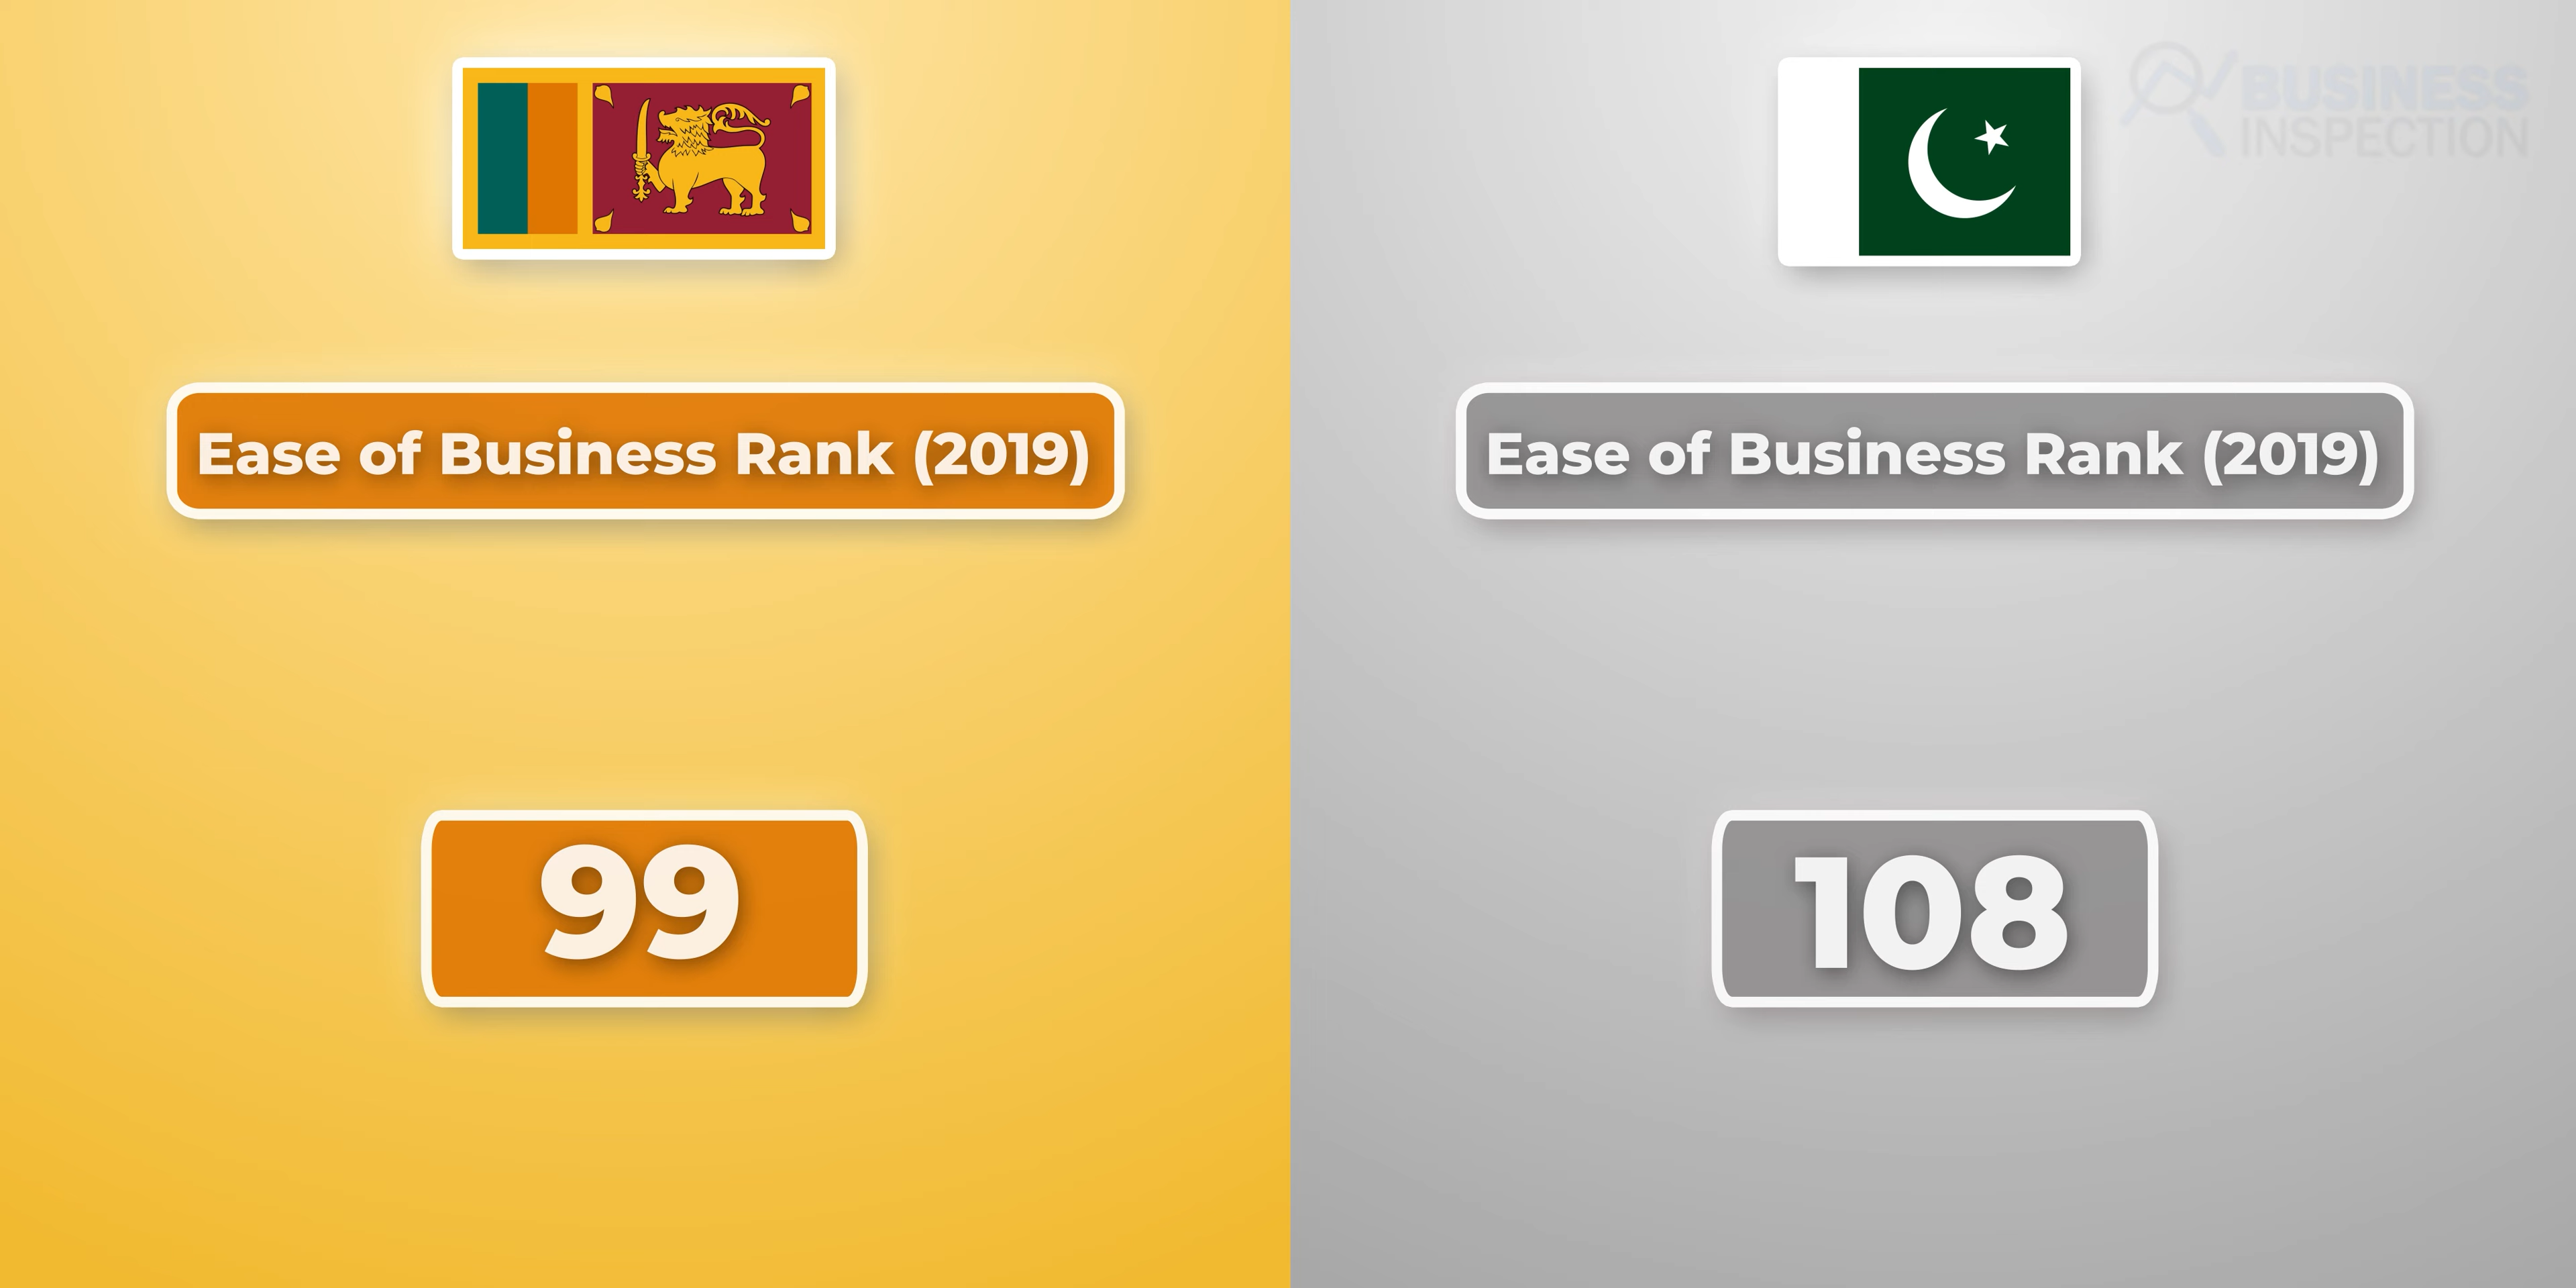 BUSINESS
INSPECTION
Ease of Business Rank (2019)
Ease of Business Rank (2019)
99
108